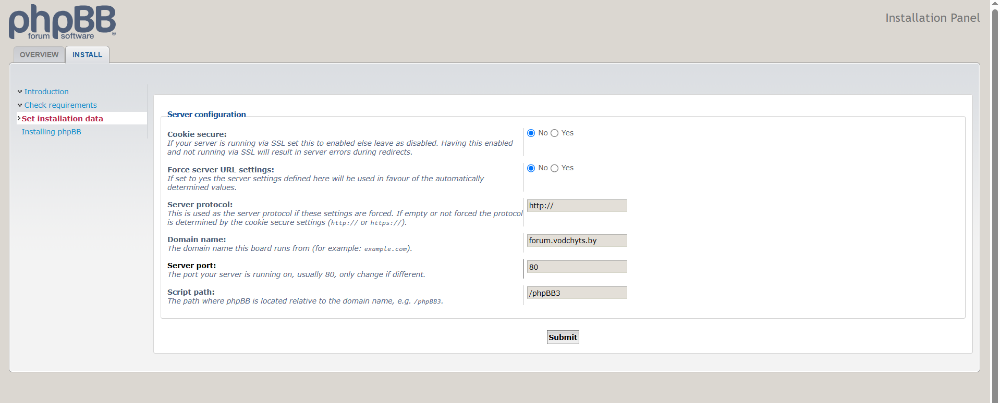 phpBB
forum software ®
Installation Panel
OVERVIEW
INSTALL
Introduction
Check requirements
Set installation data
Installing phpBB
Server configuration
Cookie secure:
If your server is running via SSL set this to enabled else leave as disabled. Having this enabled
and not running via SSL will result in server errors during redirects.
No Yes
Force server URL settings:
If set to yes the server settings defined here will be used in favour of the automatically
determined values.
No Yes
Server protocol:
This is used as the server protocol if these settings are forced. If empty or not forced the protocol
is determined by the cookie secure settings (http:// or https://).
http://
Domain name:
The domain name this board runs from (for example: example.com).
forum.vodchyts.by
Server port:
The port your server is running on, usually 80, only change if different.
80
Script path:
The path where phpBB is located relative to the domain name, e.g. /phpBB3.
/phpBB3
Submit